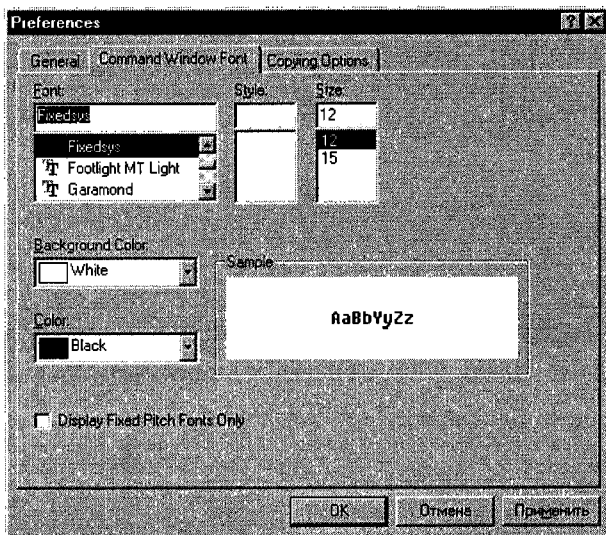 Preferences ? X
General Command Window Font Copying Options
Font: Style: Size:
Fixedsys 12
Fixedsys 12
Footlight MT Light 15
Garamond
Background Color:
White
Sample
AaBbYyZz
Color:
Black
Display Fixed Pitch Fonts Only
OK Отмена Применить